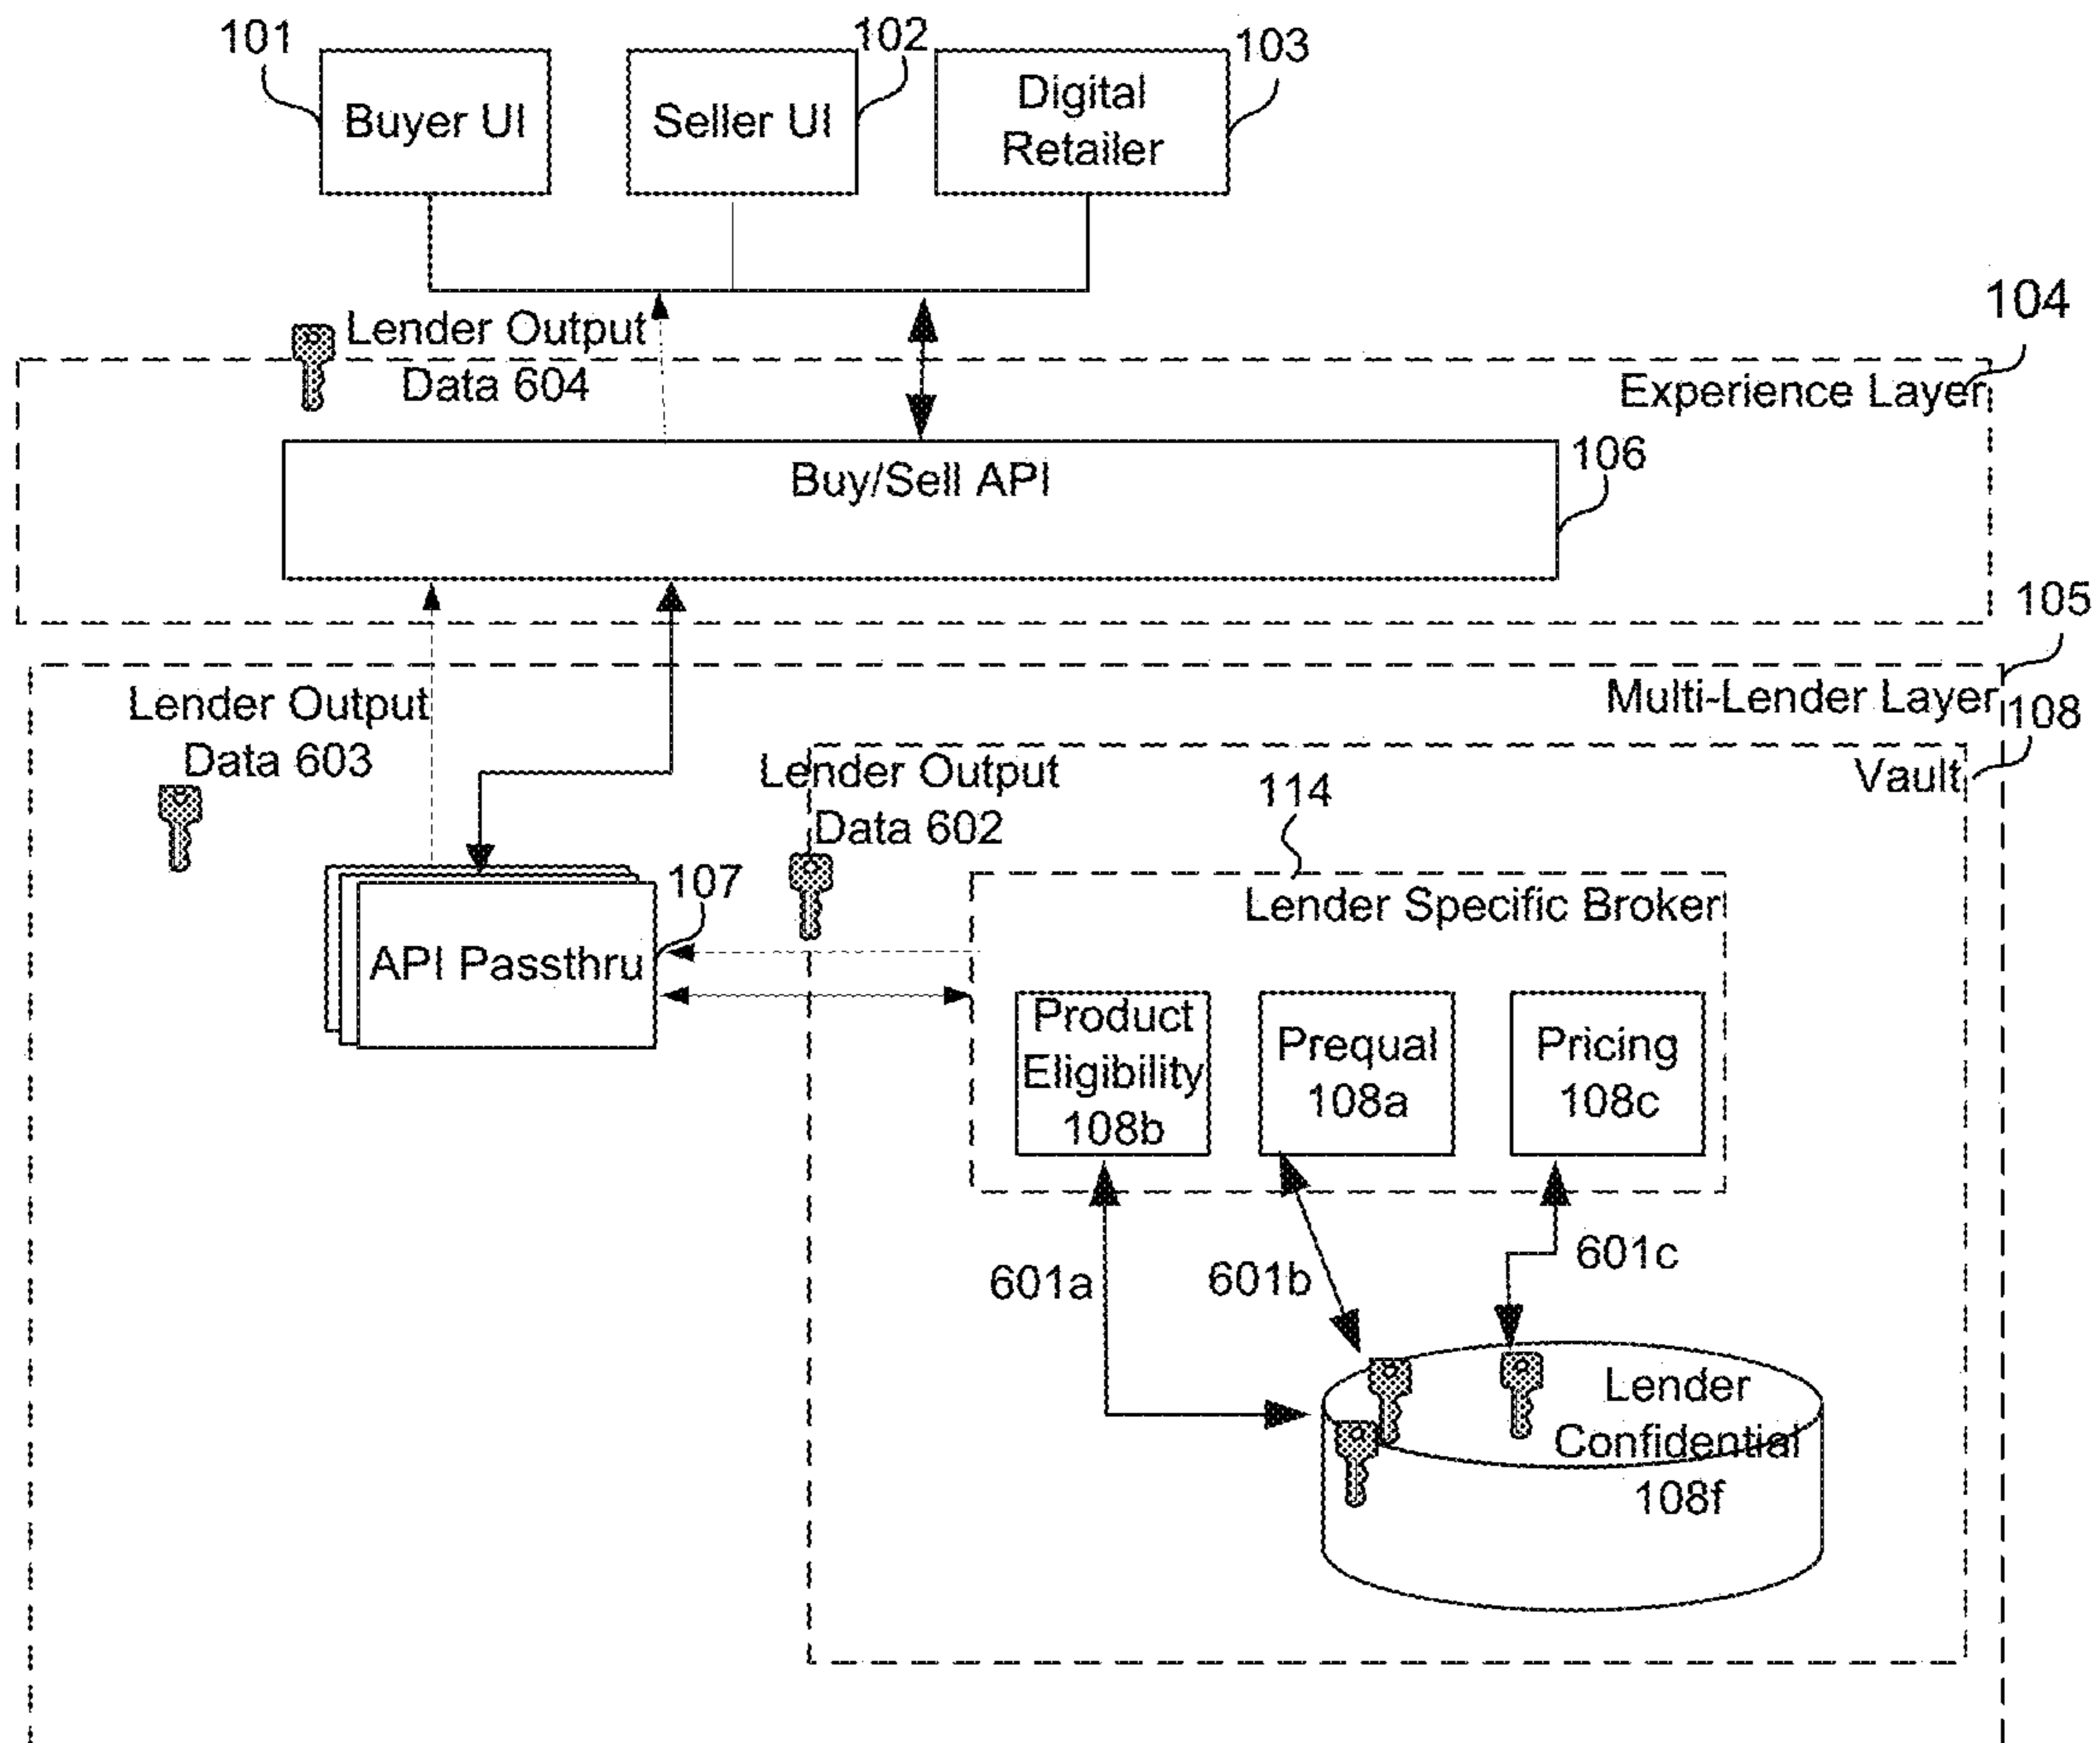 101
102
103
Buyer UI
Seller UI
Digital
Retailer
104
Lender Output
Data 604
Experience Layer
Buy/Sell API
106
105
Multi-Lender Layer
108
Lender Output
Data 603
Lender Output
Data 602
Vault
114
107
API Passthru
Lender Specific Broker
Product
Eligibility
108b
Prequal
108a
Pricing
108c
601a
601b
601c
Lender
Confidential
108f